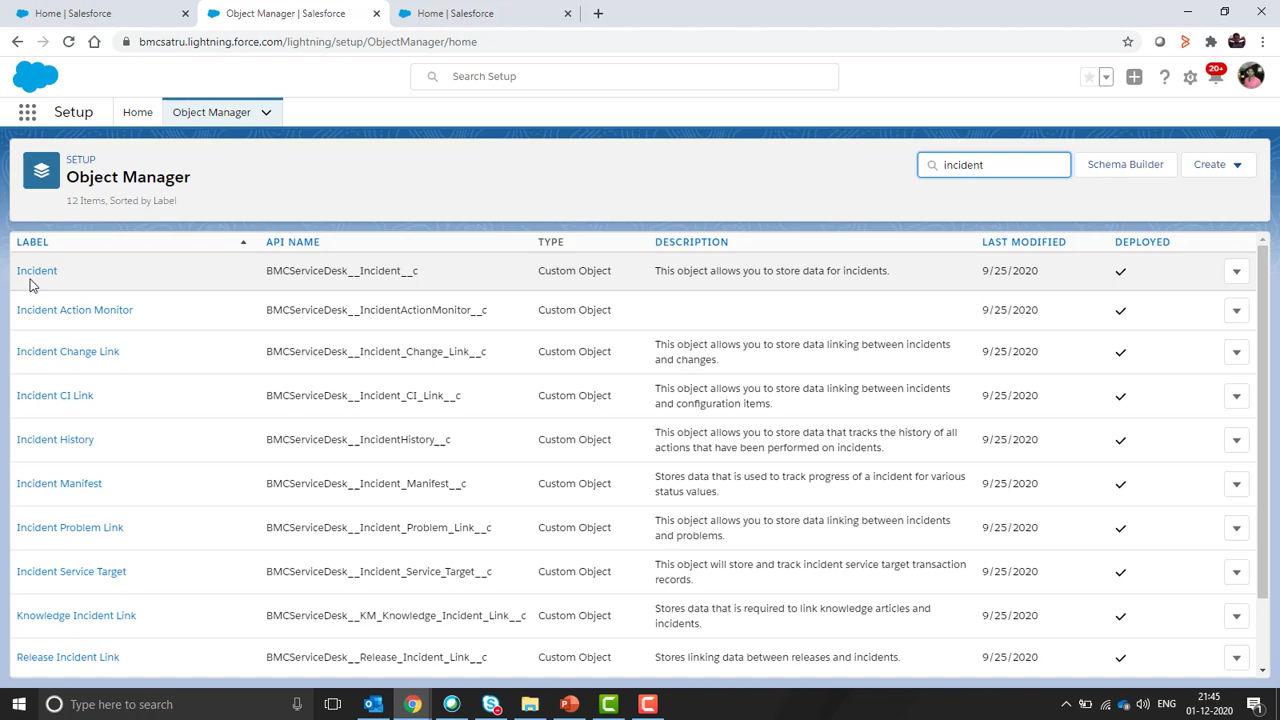 Home | Salesforce
Object Manager | Salesforce
Home | Salesforce
bmcsatru.lightning.force.com/lightning/setup/ObjectManager/home
Search Setup
20+
Setup
Home
Object Manager
SETUP
Object Manager
12 Items, Sorted by Label
incident
Schema Builder
Create
LABEL API NAME TYPE DESCRIPTION LAST MODIFIED DEPLOYED
Incident BMCServiceDesk__Incident__c Custom Object This object allows you to store data for incidents. 9/25/2020
Incident Action Monitor BMCServiceDesk__IncidentActionMonitor__c Custom Object 9/25/2020
Incident Change Link BMCServiceDesk__Incident_Change_Link__c Custom Object This object allows you to store data linking between incidents 9/25/2020
and changes.
Incident CI Link BMCServiceDesk__Incident_CI_Link__c Custom Object This object allows you to store data linking between incidents 9/25/2020
and configuration items.
Incident History BMCServiceDesk__IncidentHistory__c Custom Object This object allows you to store data that tracks the history of all 9/25/2020
actions that have been performed on incidents.
Incident Manifest BMCServiceDesk__Incident_Manifest__c Custom Object Stores data that is used to track progress of a incident for various 9/25/2020
status values.
Incident Problem Link BMCServiceDesk__Incident_Problem_Link__c Custom Object This object allows you to store data linking between incidents 9/25/2020
and problems.
Incident Service Target BMCServiceDesk__Incident_Service_Target__c Custom Object This object will store and track incident service target transaction 9/25/2020
records.
Knowledge Incident Link BMCServiceDesk__KM_Knowledge_Incident_Link__c Custom Object Stores data that is required to link knowledge articles and 9/25/2020
incidents.
Release Incident Link BMCServiceDesk__Release_Incident_Link__c Custom Object Stores linking data between releases and incidents. 9/25/2020
Type here to search
ENG
21:45
01-12-2020